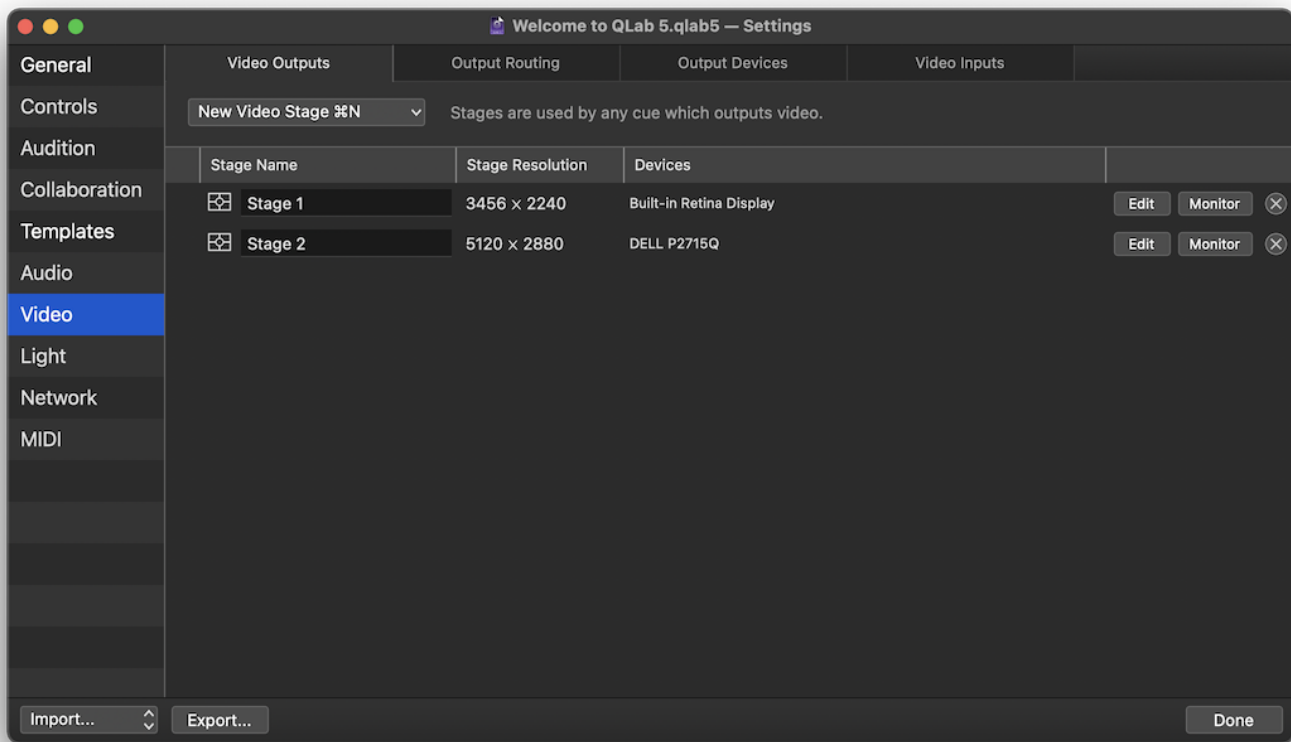 Welcome to QLab 5.qlab5 — Settings
General
Controls
Audition
Collaboration
Templates
Audio
Video
Light
Network
MIDI
Video Outputs Output Routing Output Devices Video Inputs
New Video Stage ⌘N Stages are used by any cue which outputs video.
Stage Name Stage Resolution Devices
Stage 1 3456 × 2240 Built-in Retina Display Edit Monitor
Stage 2 5120 × 2880 DELL P2715Q Edit Monitor
Import... Export... Done